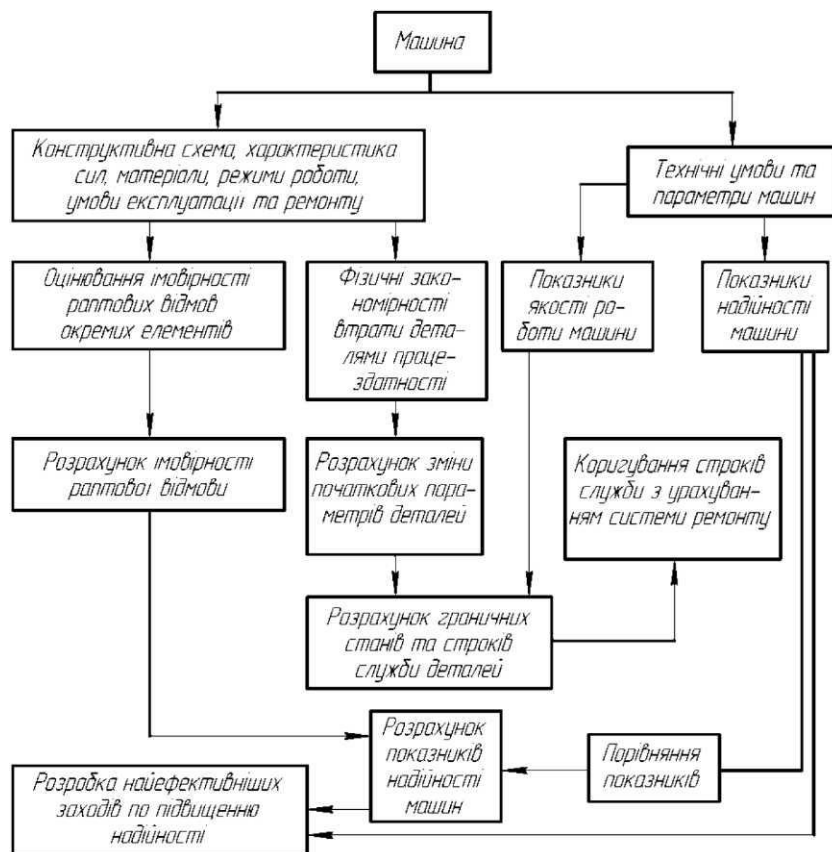 Машина
Конструктивна схема, характеристика
сил, матеріали, режими роботи,
умови експлуатації та ремонту
Технічні умови та
параметри машин
Оцінювання імовірності
раптових відмов
окремих елементів
Фізичні зако-
номірності
втрати дета-
лями праце-
здатності
Показники
якості ро-
боти машини
Показники
надійності
машини
Розрахунок імовірності
раптової відмови
Розрахунок зміни
початкових пара-
метрів деталей
Коригування строків
служби з урахуван-
ням системи ремонту
Розрахунок граничних
станів та строків
служби деталей
Розрахунок
показників
надійності
машин
Порівняння
показників
Розробка найефективніших
заходів по підвищенню
надійності